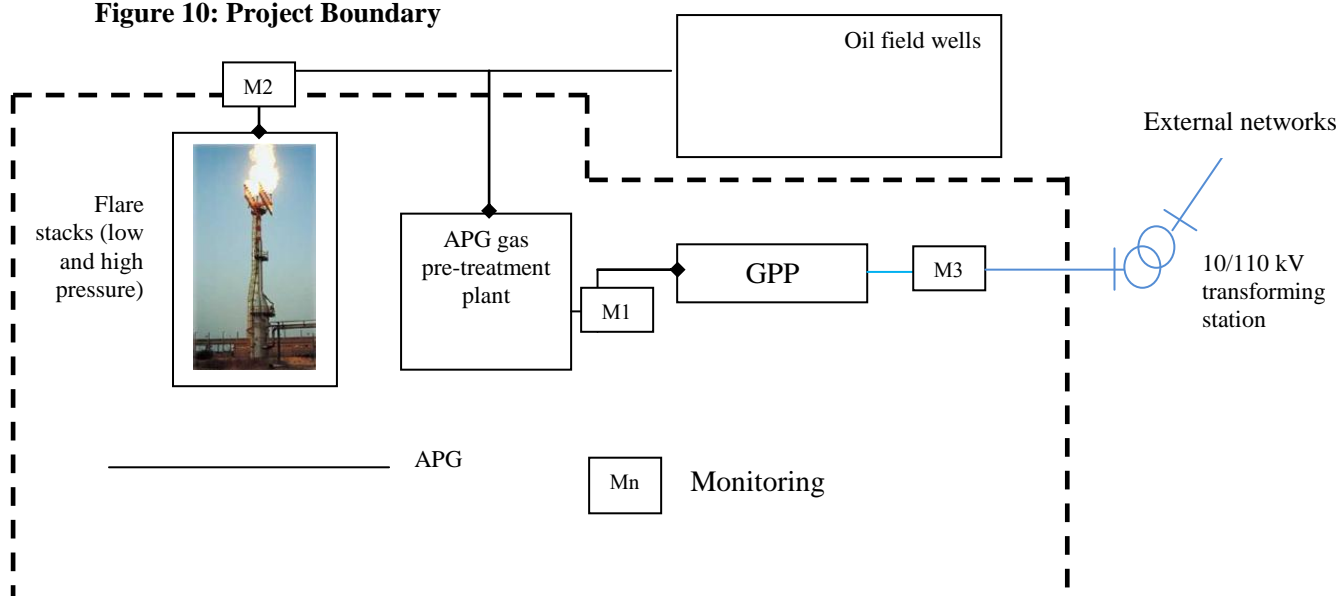 Figure 10: Project Boundary
Oil field wells
M2
External networks
Flare
stacks (low
and high
pressure)
APG gas
pre-treatment
plant
GPP
M3
M1
10/110 kV
transforming
station
APG
Mn
Monitoring